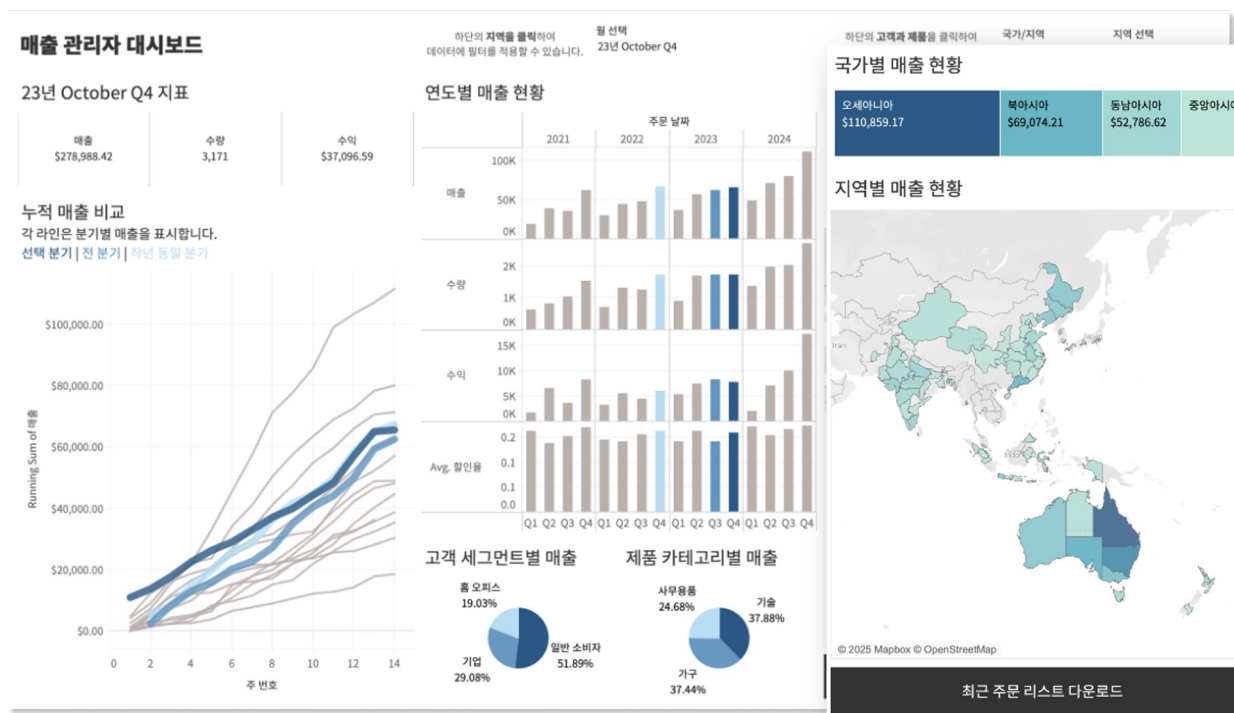 매출 관리자 대시보드
하단의 지역을 클릭하여
데이터에 필터를 적용할 수 있습니다.
월 선택
23년 October Q4
하단의 고객과 제품을 클릭하여
국가/지역
지역 선택
23년 October Q4 지표
매출
$278,988.42
수량
3,171
수익
$37,096.59
누적 매출 비교
각 라인은 분기별 매출을 표시합니다.
선택 분기 | 전 분기 | 작년 동일 분기
Running Sum of 매출
$100,000.00
$80,000.00
$60,000.00
$40,000.00
$20,000.00
$0.00
0 2 4 6 8 10 12 14
주 번호
연도별 매출 현황
주문 날짜
2021 2022 2023 2024
매출
100K
50K
0K
수량
2K
1K
0K
수익
15K
10K
5K
0K
Avg. 할인율
0.2
0.1
0.1
0.0
Q1 Q2 Q3 Q4 Q1 Q2 Q3 Q4 Q1 Q2 Q3 Q4 Q1 Q2 Q3 Q4
고객 세그먼트별 매출
홈 오피스
19.03%
일반 소비자
51.89%
기업
29.08%
제품 카테고리별 매출
사무용품
24.68%
기술
37.88%
가구
37.44%
국가별 매출 현황
오세아니아
$110,859.17
북아시아
$69,074.21
동남아시아
$52,786.62
중앙아시
지역별 매출 현황
Iran
© 2025 Mapbox © OpenStreetMap
최근 주문 리스트 다운로드